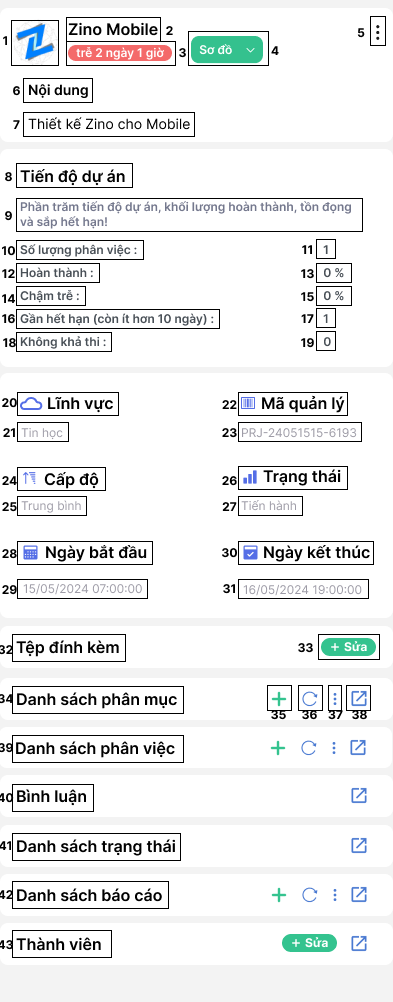 1 Zino Mobile 2
trễ 2 ngày 1 giờ 3 Sơ đồ 4
5
6 Nội dung
7 Thiết kế Zino cho Mobile
8 Tiến độ dự án
9 Phần trăm tiến độ dự án, khối lượng hoàn thành, tồn đọng
và sắp hết hạn!
10 Số lượng phân việc : 11 1
12 Hoàn thành : 13 0 %
14 Chậm trễ : 15 0 %
16 Gần hết hạn (còn ít hơn 10 ngày) : 17 1
18 Không khả thi : 19 0
20 Lĩnh vực 22 Mã quản lý
21 Tin học 23 PRJ-24051515-6193
24 Cấp độ 26 Trạng thái
25 Trung bình 27 Tiến hành
28 Ngày bắt đầu 30 Ngày kết thúc
29 15/05/2024 07:00:00 31 16/05/2024 19:00:00
32 Tệp đính kèm 33 + Sửa
34 Danh sách phân mục
35 36 37 38
39 Danh sách phân việc
40 Bình luận
41 Danh sách trạng thái
42 Danh sách báo cáo
43 Thành viên + Sửa